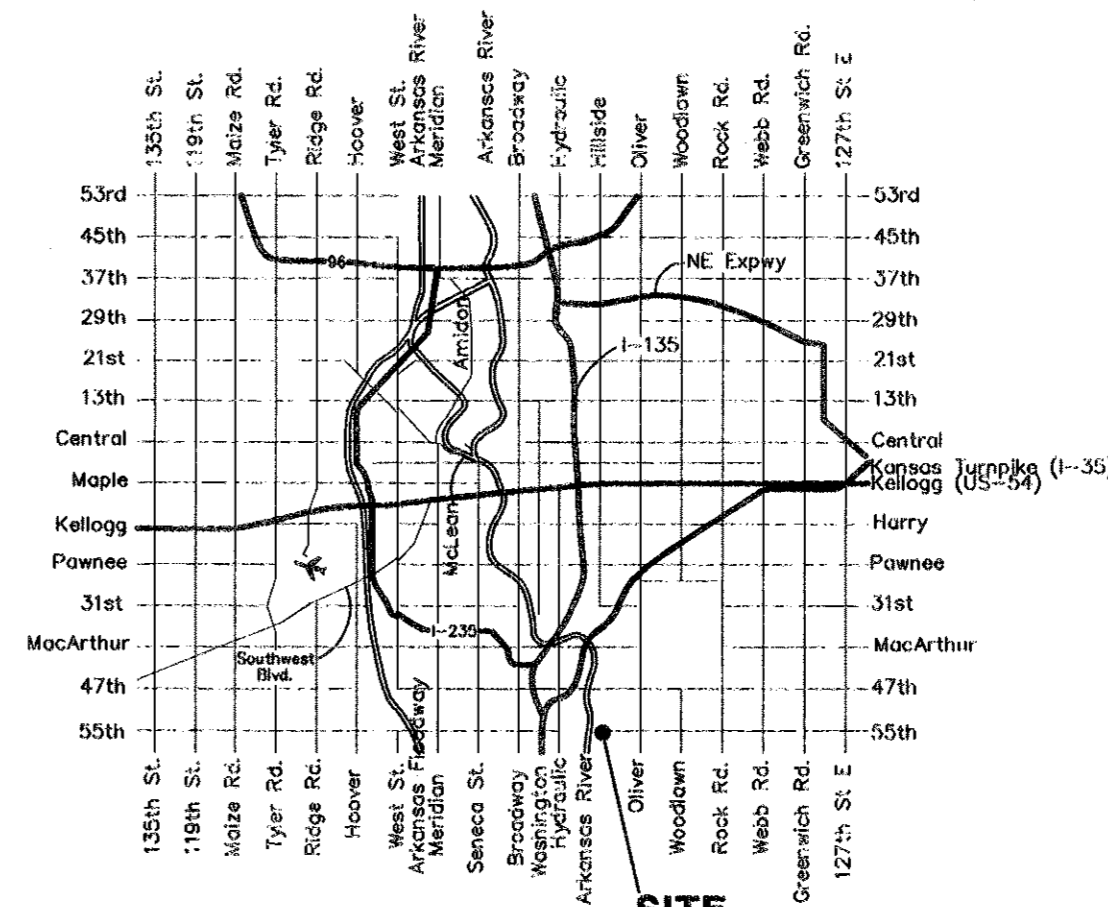 135th St.
119th St.
Maize Rd.
Tyler Rd.
Ridge Rd.
Hoover
West St.
Arkansas River
Meridian
Arkansas River
Broadway
Hydraulic
Hillside
Oliver
Woodlawn
Rock Rd.
Webb Rd.
Greenwich Rd.
127th St E
53rd
53rd
45th
45th
96
NE Expwy
37th
37th
29th
29th
Amidon
I-135
21st
21st
13th
13th
Central
Central
Kansas Turnpike (I-35)
Maple
Kellogg (US-54)
Kellogg
Harry
McLean
Pawnee
Pawnee
31st
31st
I-235
MacArthur
MacArthur
Southwest
Blvd.
47th
47th
55th
55th
135th St.
119th St.
Maize Rd.
Tyler Rd.
Ridge Rd.
Hoover
West St.
Arkansas Floodway
Meridian
Seneca St.
Broadway
Washington
Hydraulic
Arkansas River
Oliver
Woodlawn
Rock Rd.
Webb Rd.
Greenwich Rd.
127th St E
SITE